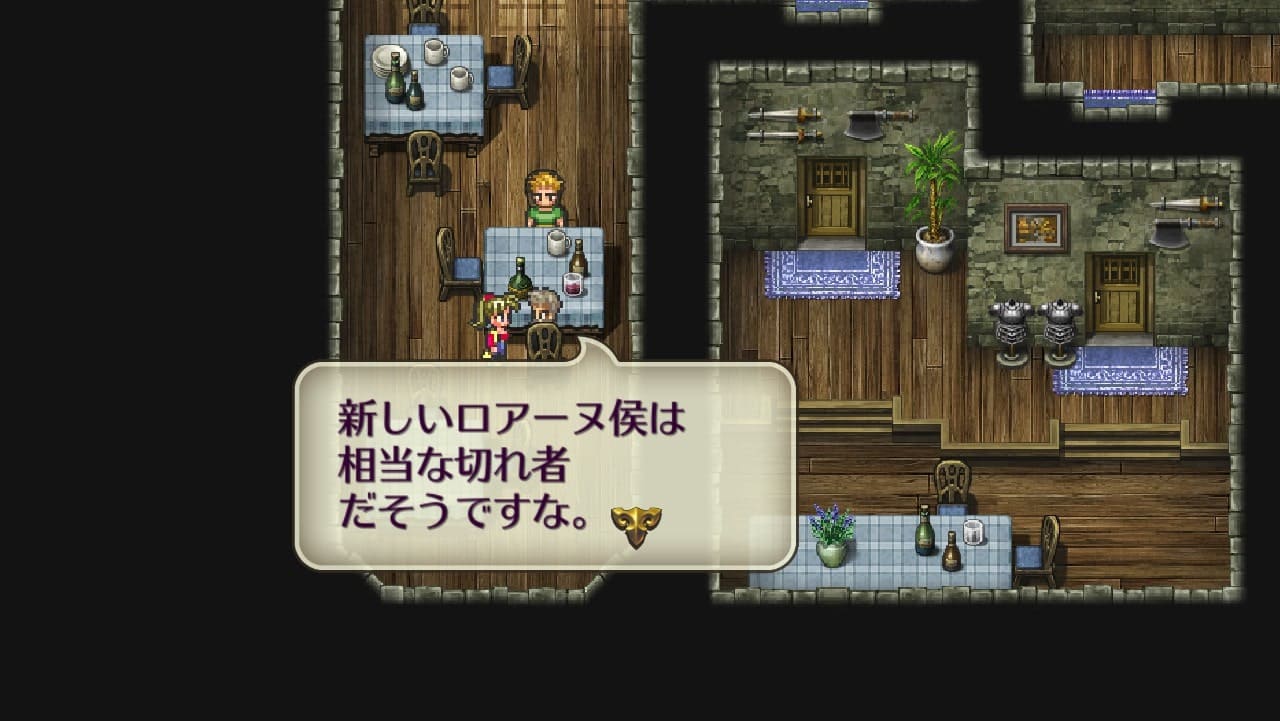 新しいロアーヌ侯は
相当な切れ者
だそうですな。